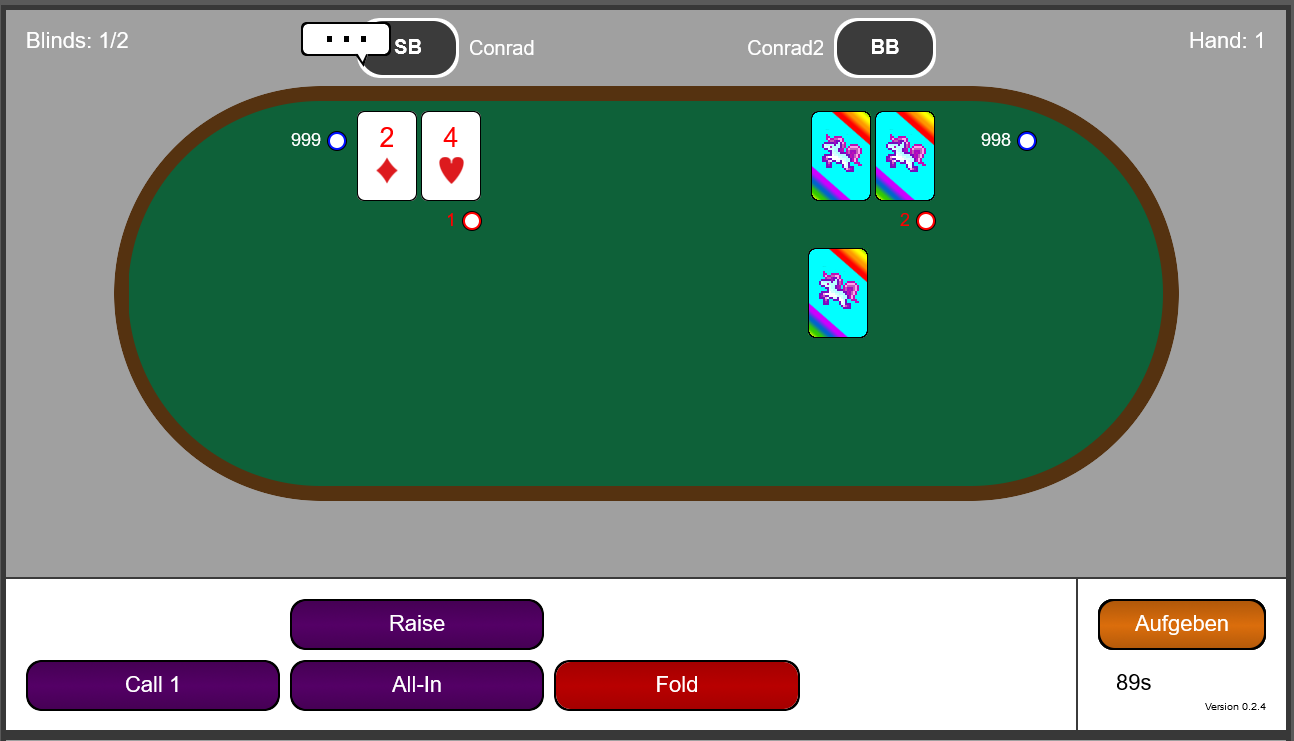 Blinds: 1/2
...
SB
Conrad
Conrad2
BB
Hand: 1
999
2
4
998
1
2
Raise
Aufgeben
Call 1
All-In
Fold
89s
Version 0.2.4